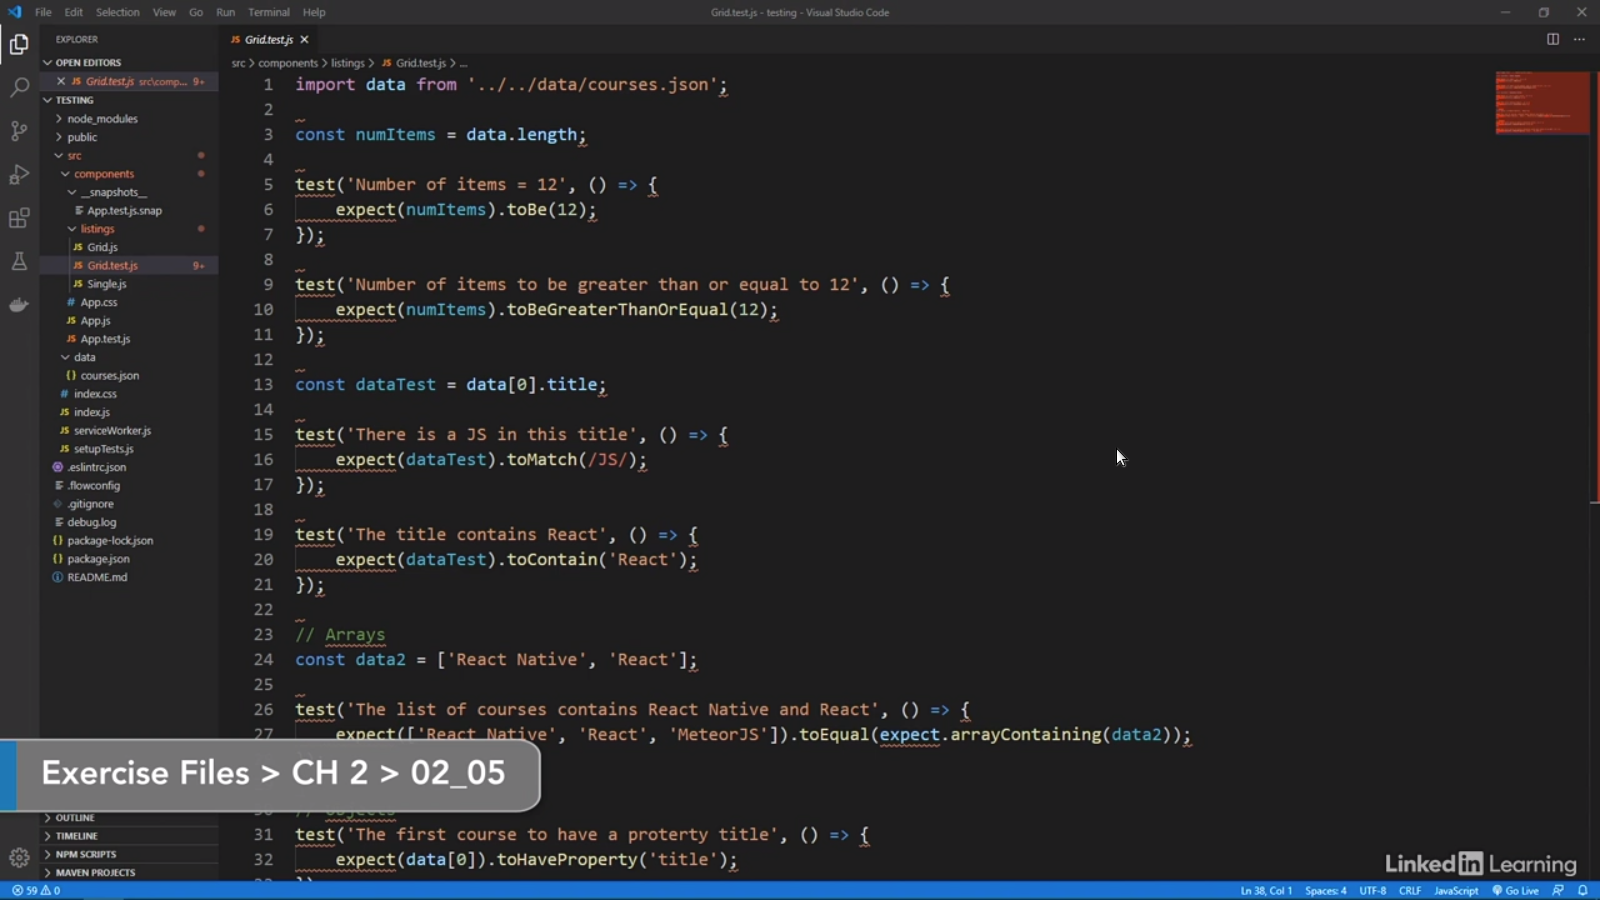 File Edit Selection View Go Run Terminal Help
Grid.test.js - testing - Visual Studio Code
EXPLORER
OPEN EDITORS
JS Grid.test.js src\comp... 9+
TESTING
node_modules
public
src
components
__snapshots__
App.test.js.snap
listings
JS Grid.js
JS Grid.test.js 9+
JS Single.js
# App.css
JS App.js
JS App.test.js
data
{} courses.json
# index.css
JS index.js
JS serviceWorker.js
JS setupTests.js
.eslintrc.json
.flowconfig
.gitignore
debug.log
{} package-lock.json
{} package.json
README.md
OUTLINE
TIMELINE
NPM SCRIPTS
MAVEN PROJECTS
JS Grid.test.js
src > components > listings > JS Grid.test.js > ...
1 import data from '../../data/courses.json';
2
3 const numItems = data.length;
4
5 test('Number of items = 12', () => {
6 expect(numItems).toBe(12);
7 });
8
9 test('Number of items to be greater than or equal to 12', () => {
10 expect(numItems).toBeGreaterThanOrEqual(12);
11 });
12
13 const dataTest = data[0].title;
14
15 test('There is a JS in this title', () => {
16 expect(dataTest).toMatch(/JS/);
17 });
18
19 test('The title contains React', () => {
20 expect(dataTest).toContain('React');
21 });
22
23 // Arrays
24 const data2 = ['React Native', 'React'];
25
26 test('The list of courses contains React Native and React', () => {
27 expect(['React Native', 'React', 'MeteorJS']).toEqual(expect.arrayContaining(data2));
31 test('The first course to have a proterty title', () => {
32 expect(data[0]).toHaveProperty('title');
Exercise Files > CH 2 > 02_05
LinkedIn Learning
59 0
Ln 38, Col 1 Spaces: 4 UTF-8 CRLF JavaScript Go Live